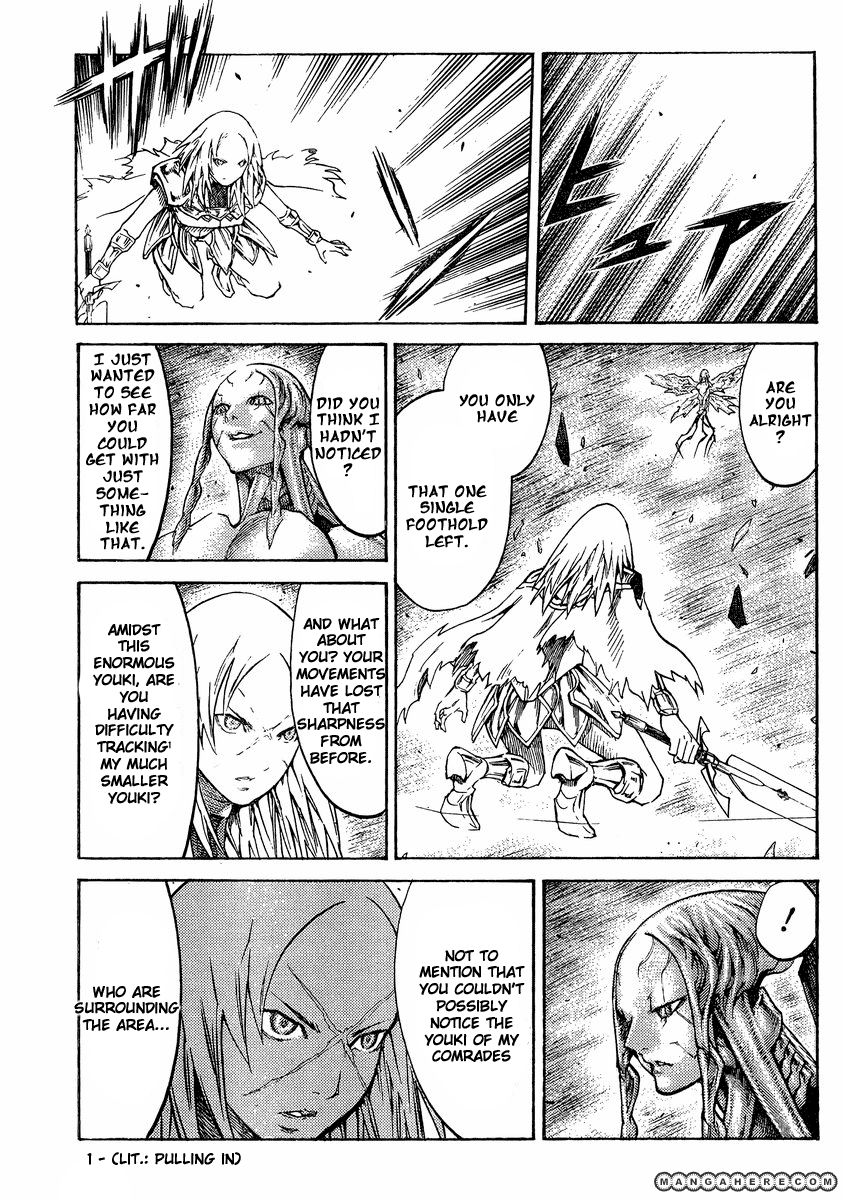 ヒュア
ARE
YOU
ALRIGHT?
YOU ONLY
HAVE
THAT ONE
SINGLE
FOOTHOLD
LEFT.
DID YOU
THINK I
HADN'T
NOTICED
?
I JUST
WANTED
TO SEE
HOW FAR
YOU
COULD
GET WITH
JUST
SOME-
THING
LIKE
THAT.
AND WHAT
ABOUT
YOU? YOUR
MOVEMENTS
HAVE LOST
THAT
SHARPNESS
FROM
BEFORE.
AMIDST
THIS
ENORMOUS
YOUKI, ARE
YOU
HAVING
DIFFICULTY
TRACKING¹
MY MUCH
SMALLER
YOUKI?
!
NOT TO
MENTION THAT
YOU COULDN'T
POSSIBLY
NOTICE THE
YOUKI OF MY
COMRADES
WHO ARE
SURROUNDING
THE AREA...
1 - (LIT.: PULLING IN)
MANGAHERE.COM